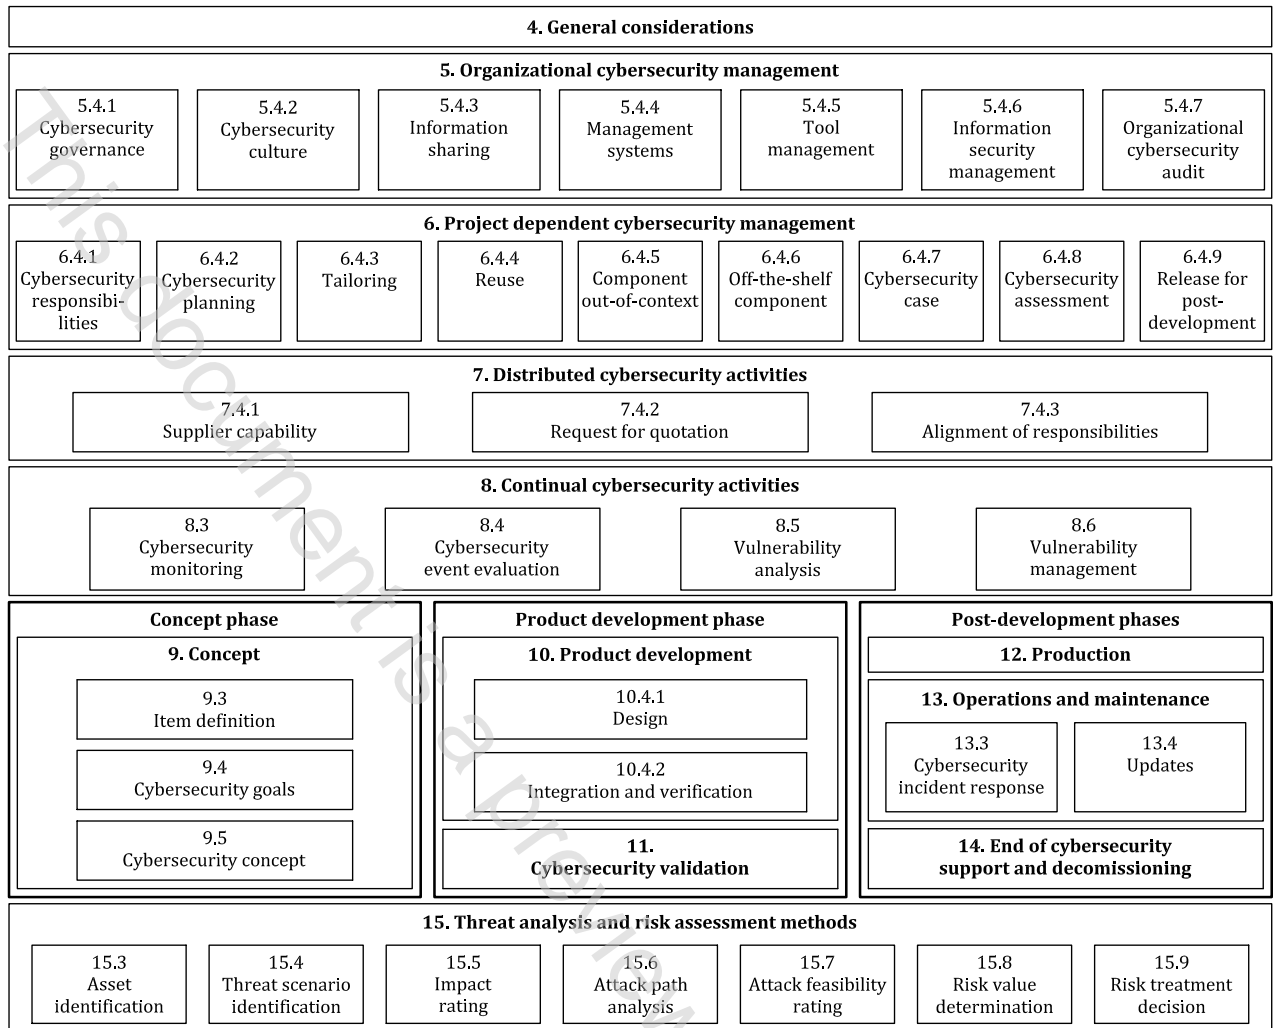 4. General considerations
5. Organizational cybersecurity management
5.4.1
Cybersecurity
governance
5.4.2
Cybersecurity
culture
5.4.3
Information
sharing
5.4.4
Management
systems
5.4.5
Tool
management
5.4.6
Information
security
management
5.4.7
Organizational
cybersecurity
audit
6. Project dependent cybersecurity management
6.4.1
Cybersecurity
responsibi-
lities
6.4.2
Cybersecurity
planning
6.4.3
Tailoring
6.4.4
Reuse
6.4.5
Component
out-of-context
6.4.6
Off-the-shelf
component
6.4.7
Cybersecurity
case
6.4.8
Cybersecurity
assessment
6.4.9
Release for
post-
development
7. Distributed cybersecurity activities
7.4.1
Supplier capability
7.4.2
Request for quotation
7.4.3
Alignment of responsibilities
8. Continual cybersecurity activities
8.3
Cybersecurity
monitoring
8.4
Cybersecurity
event evaluation
8.5
Vulnerability
analysis
8.6
Vulnerability
management
Concept phase
9. Concept
9.3
Item definition
9.4
Cybersecurity goals
9.5
Cybersecurity concept
Product development phase
10. Product development
10.4.1
Design
10.4.2
Integration and verification
11.
Cybersecurity validation
Post-development phases
12. Production
13. Operations and maintenance
13.3
Cybersecurity
incident response
13.4
Updates
14. End of cybersecurity
support and decomissioning
15. Threat analysis and risk assessment methods
15.3
Asset
identification
15.4
Threat scenario
identification
15.5
Impact
rating
15.6
Attack path
analysis
15.7
Attack feasibility
rating
15.8
Risk value
determination
15.9
Risk treatment
decision
This document is a preview